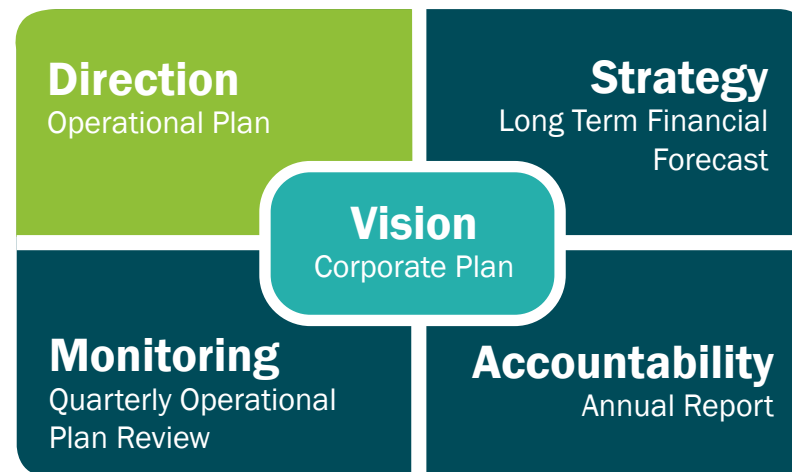 Direction
Operational Plan
Strategy
Long Term Financial
Forecast
Vision
Corporate Plan
Monitoring
Quarterly Operational
Plan Review
Accountability
Annual Report